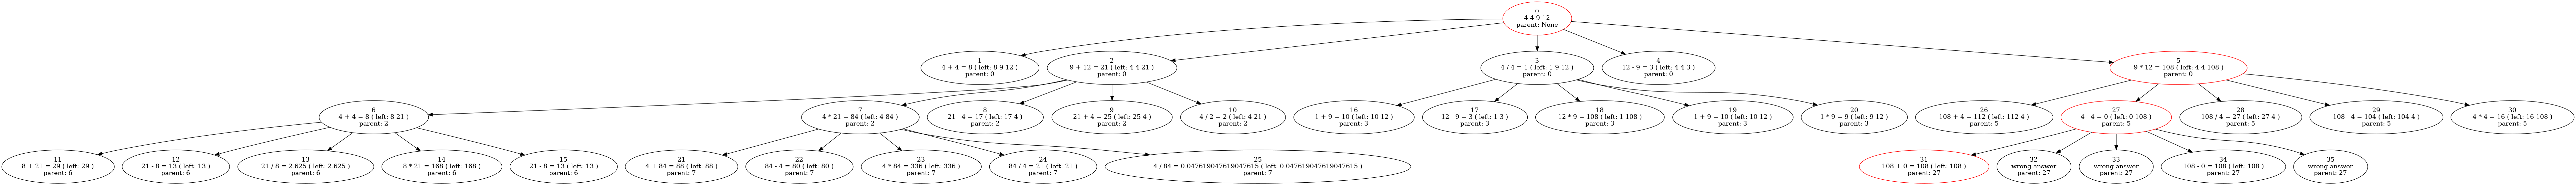 0
4 4 9 12
parent: None
1
4 + 4 = 8 ( left: 8 9 12 )
parent: 0
2
9 + 12 = 21 ( left: 4 4 21 )
parent: 0
3
4 / 4 = 1 ( left: 1 9 12 )
parent: 0
4
12 - 9 = 3 ( left: 4 4 3 )
parent: 0
5
9 * 12 = 108 ( left: 4 4 108 )
parent: 0
6
4 + 4 = 8 ( left: 8 21 )
parent: 2
7
4 * 21 = 84 ( left: 4 84 )
parent: 2
8
21 - 4 = 17 ( left: 17 4 )
parent: 2
9
21 + 4 = 25 ( left: 25 4 )
parent: 2
10
4 / 2 = 2 ( left: 4 21 )
parent: 2
16
1 + 9 = 10 ( left: 10 12 )
parent: 3
17
12 - 9 = 3 ( left: 1 3 )
parent: 3
18
12 * 9 = 108 ( left: 1 108 )
parent: 3
19
1 + 9 = 10 ( left: 10 12 )
parent: 3
20
1 * 9 = 9 ( left: 9 12 )
parent: 3
26
108 + 4 = 112 ( left: 112 4 )
parent: 5
27
4 - 4 = 0 ( left: 0 108 )
parent: 5
28
108 / 4 = 27 ( left: 27 4 )
parent: 5
29
108 - 4 = 104 ( left: 104 4 )
parent: 5
30
4 * 4 = 16 ( left: 16 108 )
parent: 5
11
8 + 21 = 29 ( left: 29 )
parent: 6
12
21 - 8 = 13 ( left: 13 )
parent: 6
13
21 / 8 = 2.625 ( left: 2.625 )
parent: 6
14
8 * 21 = 168 ( left: 168 )
parent: 6
15
21 - 8 = 13 ( left: 13 )
parent: 6
21
4 + 84 = 88 ( left: 88 )
parent: 7
22
84 - 4 = 80 ( left: 80 )
parent: 7
23
4 * 84 = 336 ( left: 336 )
parent: 7
24
84 / 4 = 21 ( left: 21 )
parent: 7
25
4 / 84 = 0.047619047619047615 ( left: 0.047619047619047615 )
parent: 7
31
108 + 0 = 108 ( left: 108 )
parent: 27
32
wrong answer
parent: 27
33
wrong answer
parent: 27
34
108 - 0 = 108 ( left: 108 )
parent: 27
35
wrong answer
parent: 27